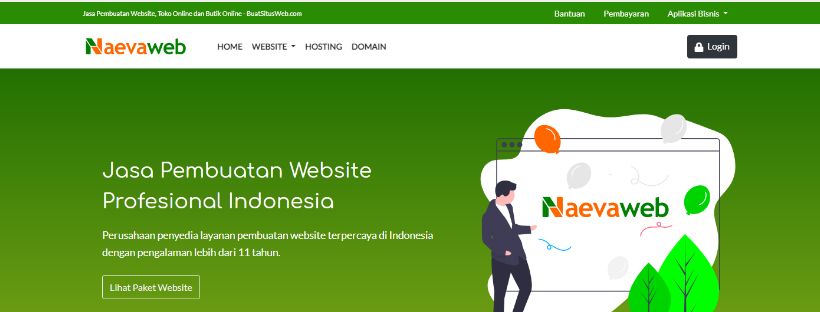 Jasa Pembuatan Website, Toko Online dan Butik Online - BuatSitusWeb.com
Bantuan Pembayaran Aplikasi Bisnis
Naevaweb HOME WEBSITE HOSTING DOMAIN Login
Jasa Pembuatan Website
Profesional Indonesia
Perusahaan penyedia layanan pembuatan website terpercaya di Indonesia
dengan pengalaman lebih dari 11 tahun.
Lihat Paket Website
Naevaweb